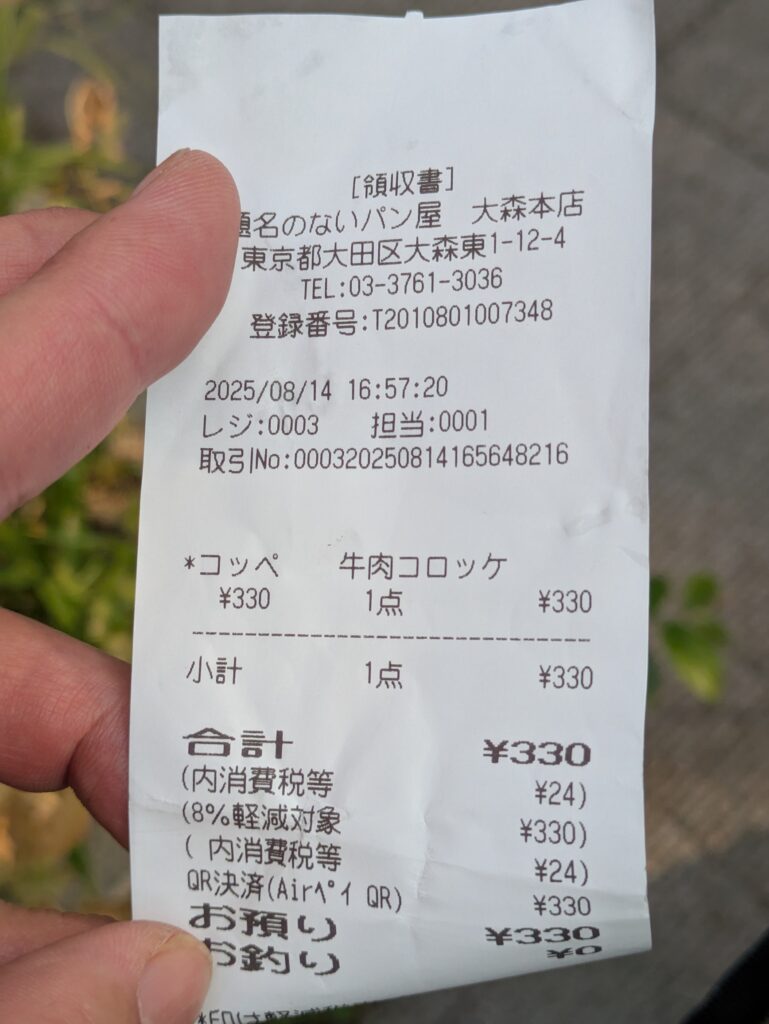 [領収書]
題名のないパン屋 大森本店
東京都大田区大森東1-12-4
TEL:03-3761-3036
登録番号:T2010801007348
2025/08/14 16:57:20
レジ:0003 担当:0001
取引No:000320250814165648216
*コッペ 牛肉コロッケ
¥330 1点 ¥330
--------------------------------
小計 1点 ¥330
合計 ¥330
(内消費税等 ¥24)
(8%軽減対象 ¥330)
( 内消費税等 ¥24)
QR決済(Airペイ QR) ¥330
お預り ¥330
お釣り ¥0